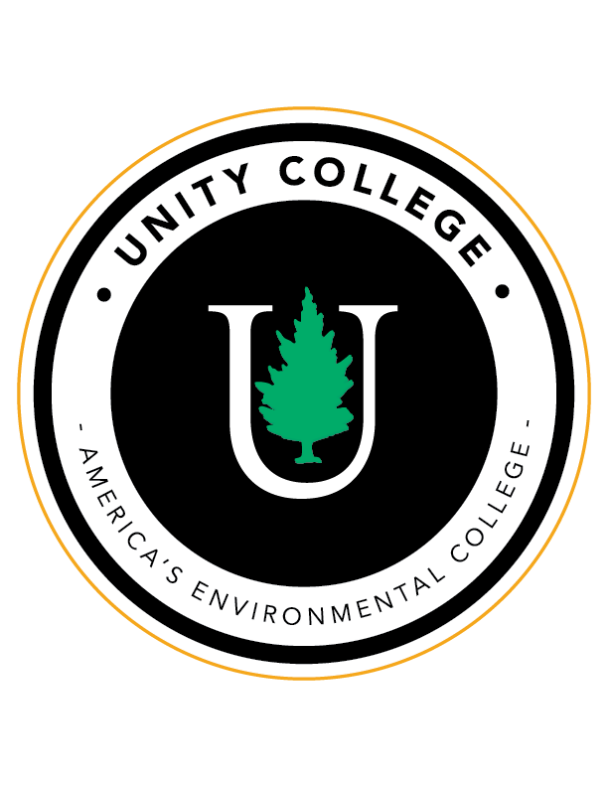 • UNITY COLLEGE •
U
- AMERICA'S ENVIRONMENTAL COLLEGE -